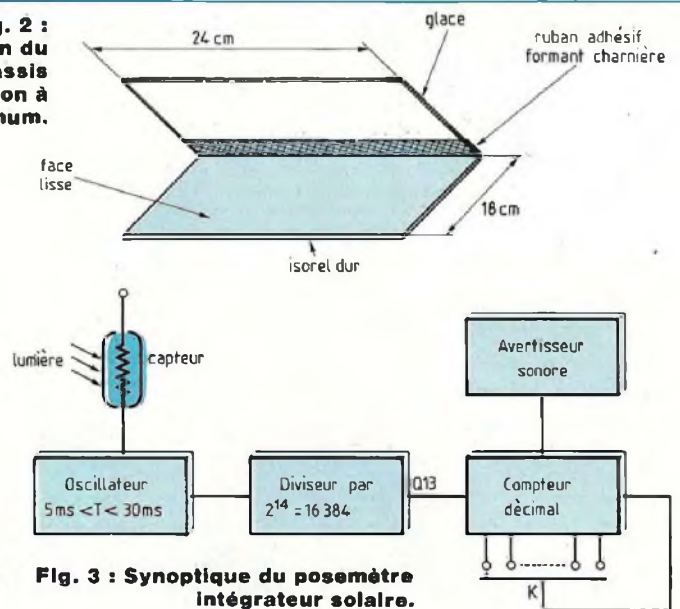 g. 2 :
n du
assis
on à
num.
24 cm
glace
ruban adhésif
formant charnière
face
lisse
18 cm
isorel dur
lumière
capteur
Avertisseur
sonore
Oscillateur
5ms <T< 30ms
Diviseur par
2¹⁴ = 16 384
Q13
Compteur
décimal
K
Fig. 3 : Synoptique du posemètre
intégrateur solaire.